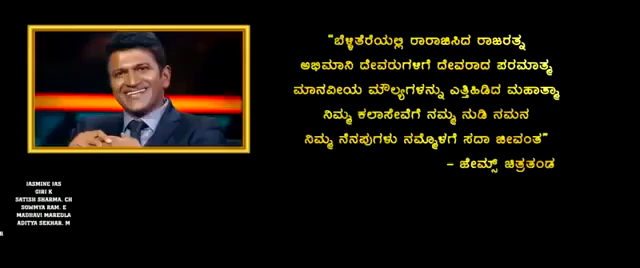 "ಬೆಳ್ಳಿತೆರೆಯಲ್ಲಿ ರಾರಾಜಿಸಿದ ರಾಜರತ್ನ
ಅಭಿಮಾನಿ ದೇವರುಗಳಿಗೆ ದೇವರಾದ ಪರಮಾತ್ಮ
ಮಾನವೀಯ ಮೌಲ್ಯಗಳನ್ನು ಎತ್ತಿಹಿಡಿದ ಮಹಾತ್ಮಾ
ನಿಮ್ಮ ಕಲಾಸೇವೆಗೆ ನಮ್ಮ ನುಡಿ ನಮನ
ನಿಮ್ಮ ನೆನಪುಗಳು ನಮ್ಮೊಳಗೆ ಸದಾ ಜೀವಂತ"
- ಹೇಮ್ಸ್ ಚಿತ್ರತಂಡ
JASMINE JAS
GIRI K
SATISH SHARMA. CH
SOWMYA RAM. E
MADHAVI MAREDLA
ADITYA SEKHAR. M
R